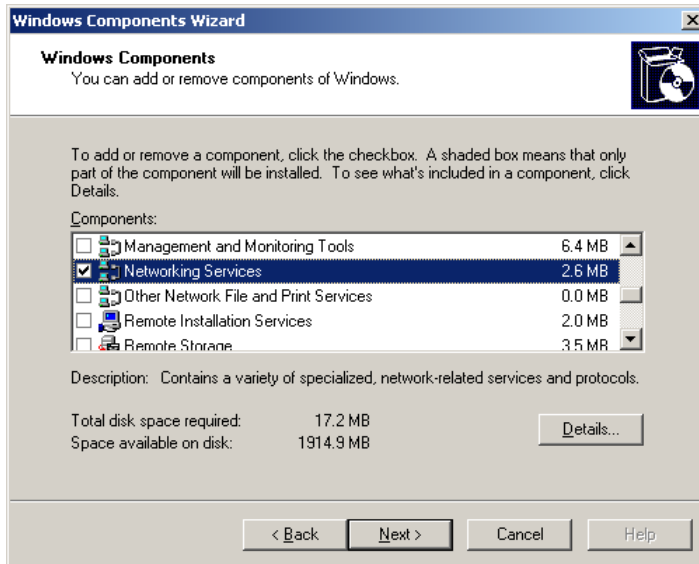 Windows Components Wizard
Windows Components
You can add or remove components of Windows.
To add or remove a component, click the checkbox. A shaded box means that only
part of the component will be installed. To see what's included in a component, click
Details.
Components:
Management and Monitoring Tools 6.4 MB
Networking Services 2.6 MB
Other Network File and Print Services 0.0 MB
Remote Installation Services 2.0 MB
Remote Storage 3.5 MB
Description: Contains a variety of specialized, network-related services and protocols.
Total disk space required: 17.2 MB
Space available on disk: 1914.9 MB
Details...
< Back Next > Cancel Help